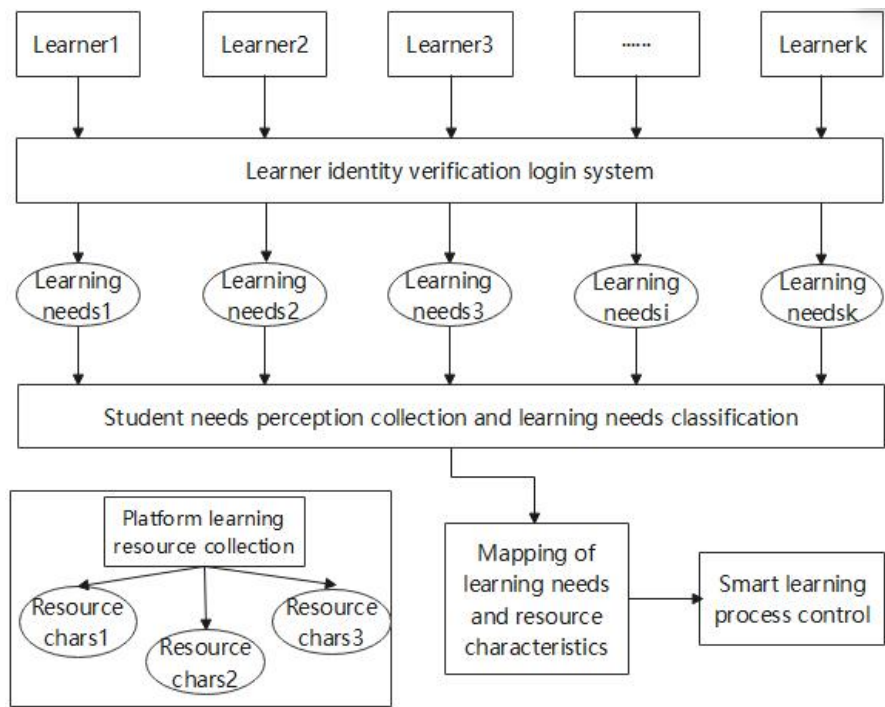 Learner1
Learner2
Learner3
......
Learnerk
Learner identity verification login system
Learning
needs1
Learning
needs2
Learning
needs3
Learning
needsi
Learning
needsk
Student needs perception collection and learning needs classification
Platform learning
resource collection
Resource
chars1
Resource
chars2
Resource
chars3
Mapping of
learning needs
and resource
characteristics
Smart learning
process control